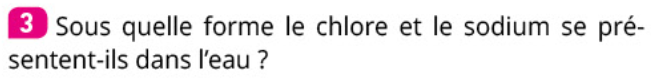 3 Sous quelle forme le chlore et le sodium se pré-
sentent-ils dans l'eau ?